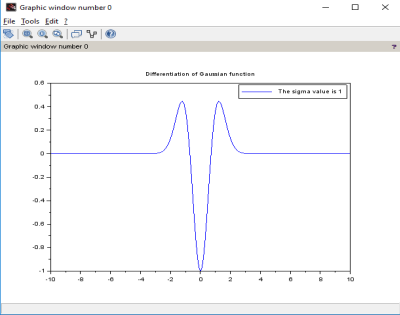 Graphic window number 0
File Tools Edit ?
Graphic window number 0 ?
Differentiation of Gaussian function
The sigma value is 1
0.6
0.4
0.2
0
-0.2
-0.4
-0.6
-0.8
-1
-10 -8 -6 -4 -2 0 2 4 6 8 10